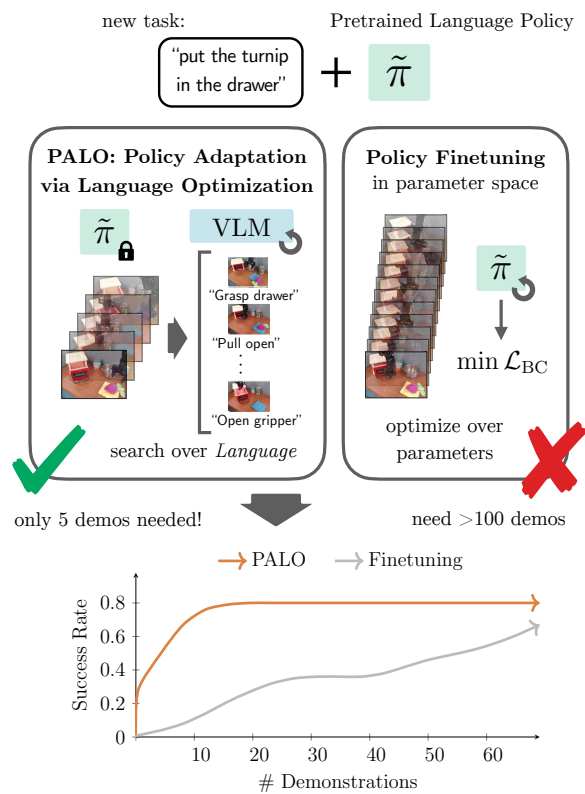 new task:
Pretrained Language Policy
“put the turnip
in the drawer”
+
π̃
PALO: Policy Adaptation
via Language Optimization
π̃
VLM
“Grasp drawer”
“Pull open”
⋮
“Open gripper”
search over Language
Policy Finetuning
in parameter space
π̃
min ℒ_BC
optimize over
parameters
only 5 demos needed!
need >100 demos
PALO
Finetuning
Success Rate
0.8
0.6
0.4
0.2
0
10
20
30
40
50
60
# Demonstrations